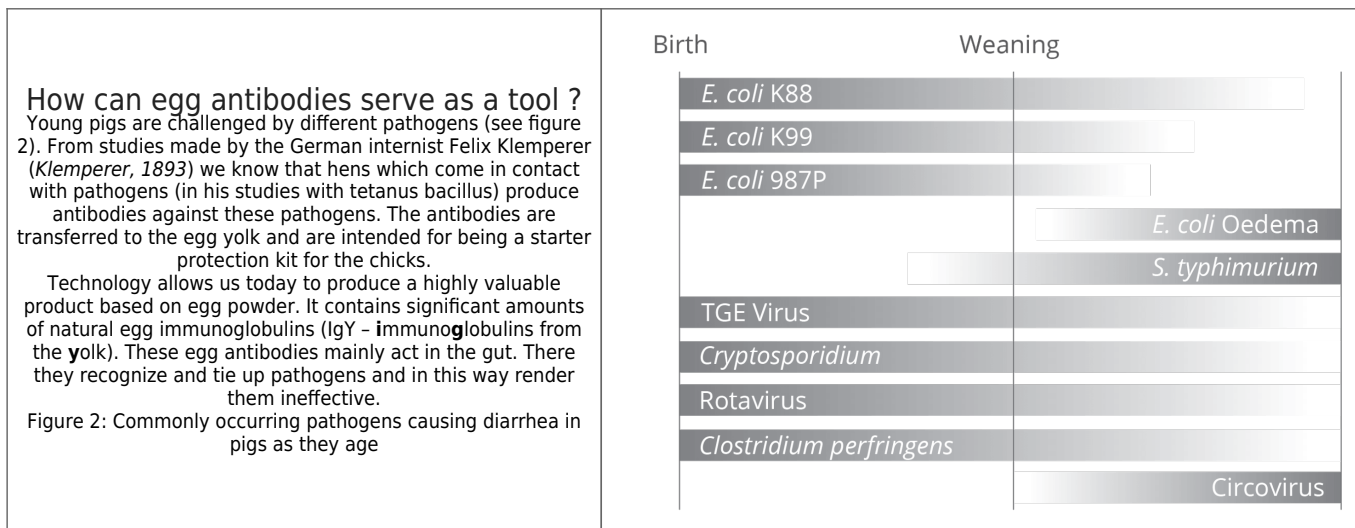 How can egg antibodies serve as a tool ?
Young pigs are challenged by different pathogens (see figure
2). From studies made by the German internist Felix Klemperer
(Klemperer, 1893) we know that hens which come in contact
with pathogens (in his studies with tetanus bacillus) produce
antibodies against these pathogens. The antibodies are
transferred to the egg yolk and are intended for being a starter
protection kit for the chicks.
Technology allows us today to produce a highly valuable
product based on egg powder. It contains significant amounts
of natural egg immunoglobulins (IgY – immunoglobulins from
the yolk). These egg antibodies mainly act in the gut. There
they recognize and tie up pathogens and in this way render
them ineffective.
Figure 2: Commonly occurring pathogens causing diarrhea in
pigs as they age
Birth Weaning
E. coli K88
E. coli K99
E. coli 987P
E. coli Oedema
S. typhimurium
TGE Virus
Cryptosporidium
Rotavirus
Clostridium perfringens
Circovirus